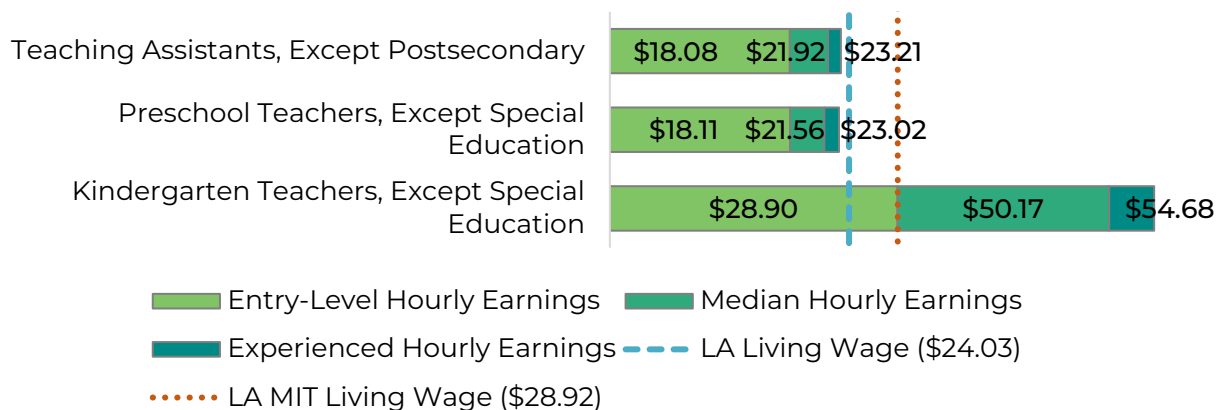 Teaching Assistants, Except Postsecondary
$18.08 $21.92 $23.21
Preschool Teachers, Except Special
Education
$18.11 $21.56 $23.02
Kindergarten Teachers, Except Special
Education
$28.90 $50.17 $54.68
Entry-Level Hourly Earnings Median Hourly Earnings
Experienced Hourly Earnings LA Living Wage ($24.03)
LA MIT Living Wage ($28.92)